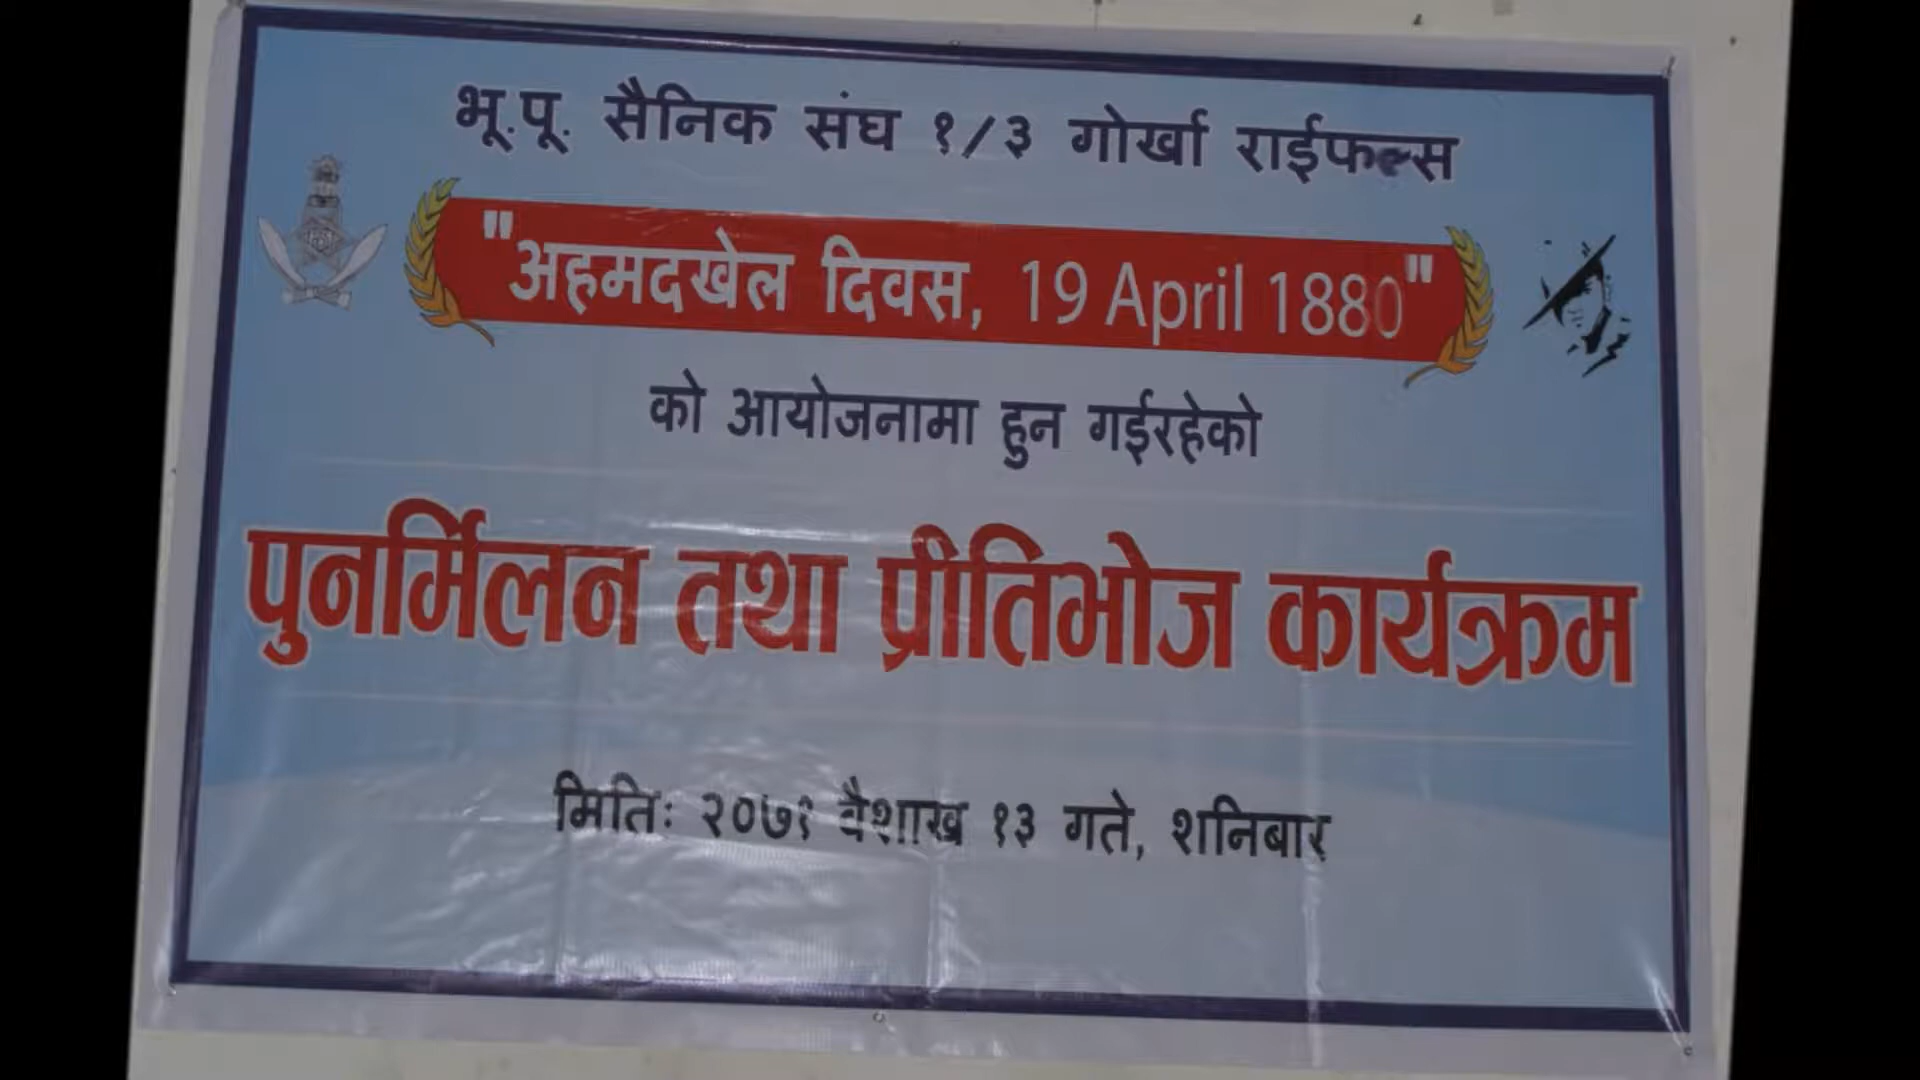 भू.पू. सैनिक संघ १/३ गोर्खा राईफल्स
"अहमदखेल दिवस, 19 April 1880"
को आयोजनामा हुन गईरहेको
पुनर्मिलन तथा प्रीतिभोज कार्यक्रम
मितिः २०७१ वैशाख १३ गते, शनिबार